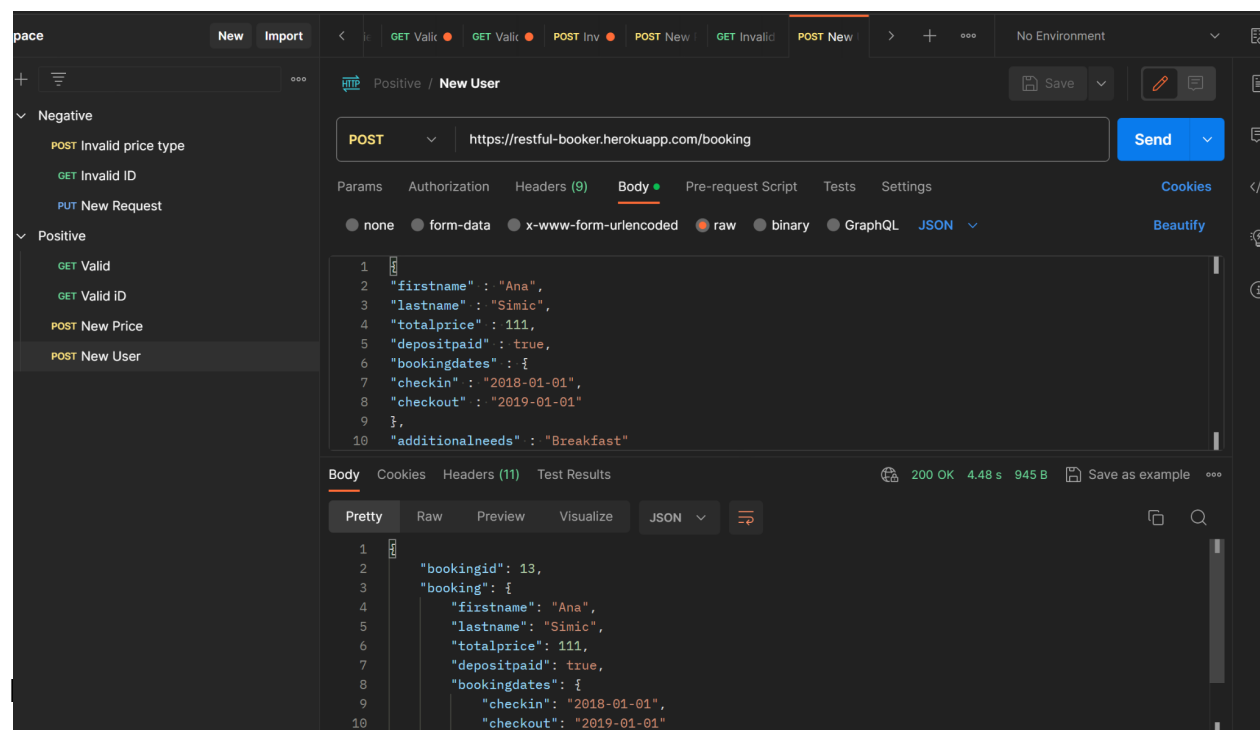 pace New Import GET Valic GET Valic POST Inv POST New GET Invalid POST New No Environment
HTTP Positive / New User Save
Negative
POST Invalid price type
GET Invalid ID
PUT New Request
Positive
GET Valid
GET Valid iD
POST New Price
POST New User
POST https://restful-booker.herokuapp.com/booking Send
Params Authorization Headers (9) Body Pre-request Script Tests Settings Cookies
none form-data x-www-form-urlencoded raw binary GraphQL JSON Beautify
1 {
2 "firstname" : "Ana",
3 "lastname" : "Simic",
4 "totalprice" : 111,
5 "depositpaid" : true,
6 "bookingdates" : {
7 "checkin" : "2018-01-01",
8 "checkout" : "2019-01-01"
9 },
10 "additionalneeds" : "Breakfast"
Body Cookies Headers (11) Test Results 200 OK 4.48 s 945 B Save as example
Pretty Raw Preview Visualize JSON
1 {
2 "bookingid": 13,
3 "booking": {
4 "firstname": "Ana",
5 "lastname": "Simic",
6 "totalprice": 111,
7 "depositpaid": true,
8 "bookingdates": {
9 "checkin": "2018-01-01",
10 "checkout": "2019-01-01"